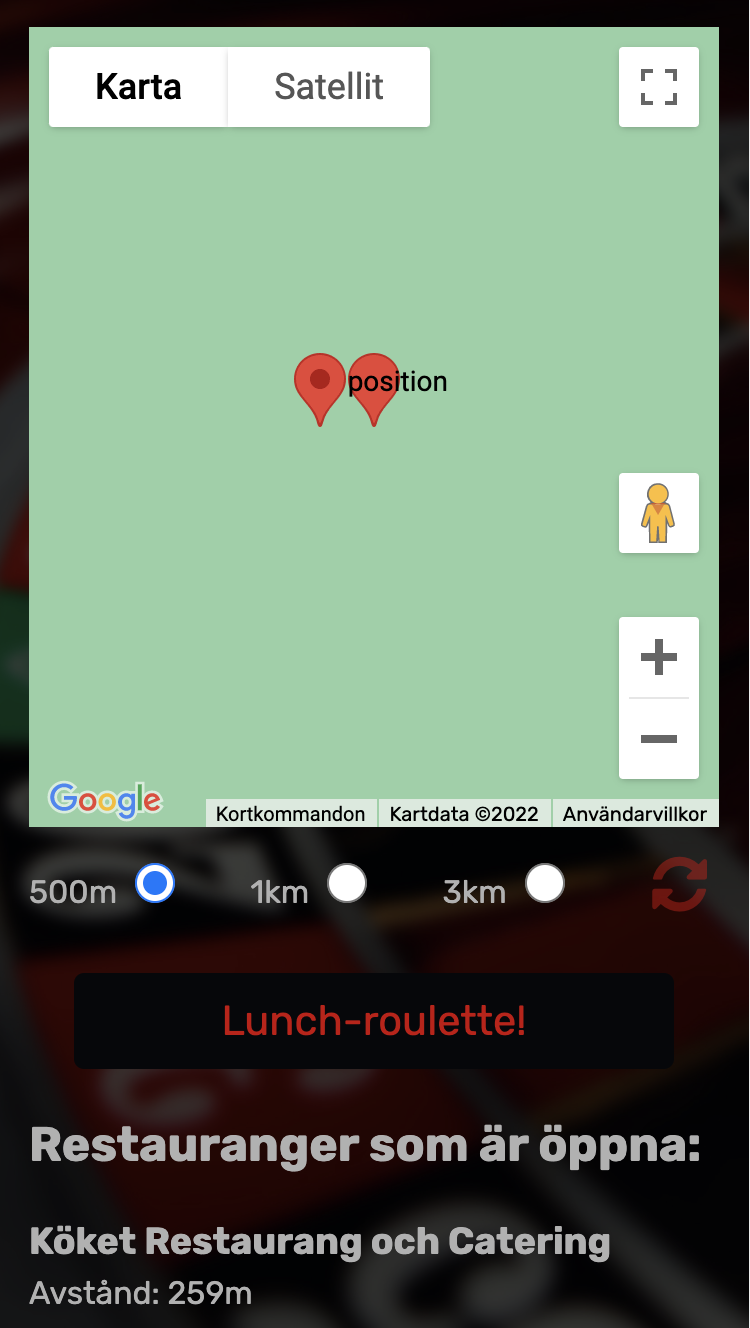 Karta Satellit
position
Google
Kortkommandon Kartdata ©2022 Användarvillkor
500m 1km 3km
Lunch-roulette!
Restauranger som är öppna:
Köket Restaurang och Catering
Avstånd: 259m